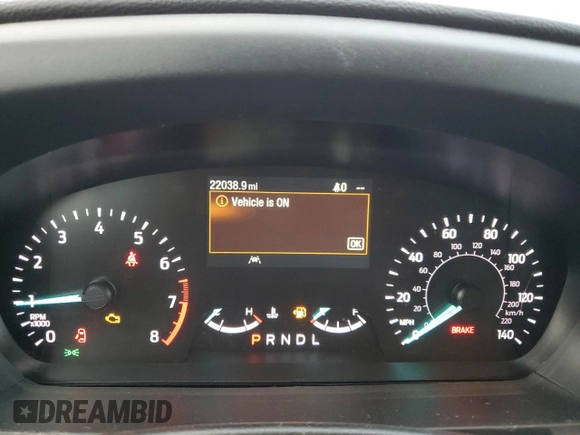 22038.9 mi 0 --
Vehicle is ON
OK
0 1 2 3 4 5 6 7 8
RPM
x1000
H
F
P R N D L
0 20 40 60 80 100 120 140
MPH
20 40 60 80 100 120 140 160 180 200 220
km/h
BRAKE
DREAMBID